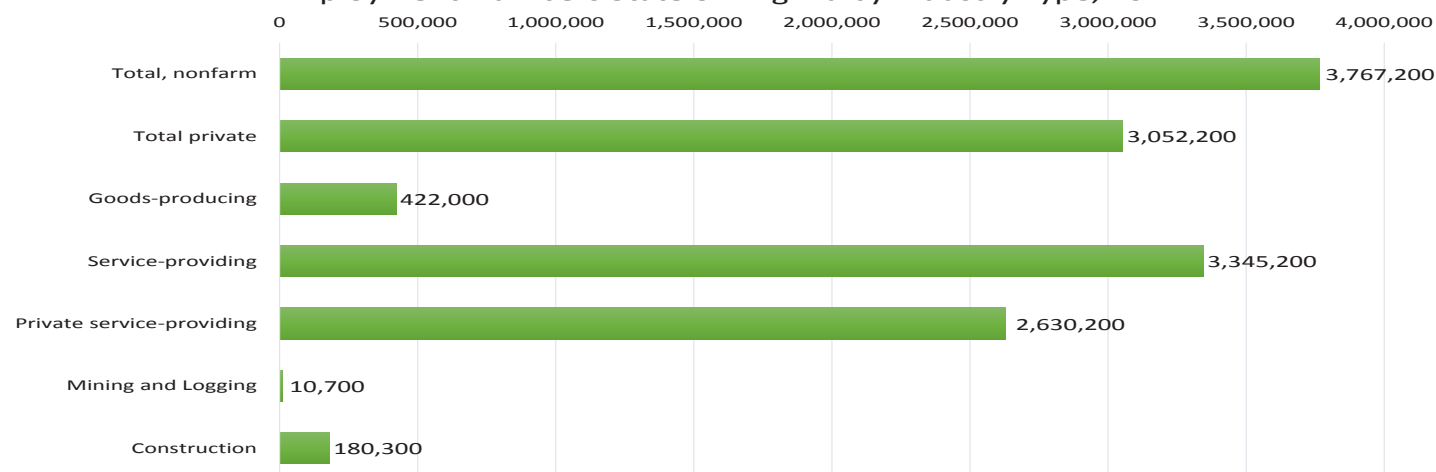 0 500,000 1,000,000 1,500,000 2,000,000 2,500,000 3,000,000 3,500,000 4,000,000
Total, nonfarm 3,767,200
Total private 3,052,200
Goods-producing 422,000
Service-providing 3,345,200
Private service-providing 2,630,200
Mining and Logging 10,700
Construction 180,300